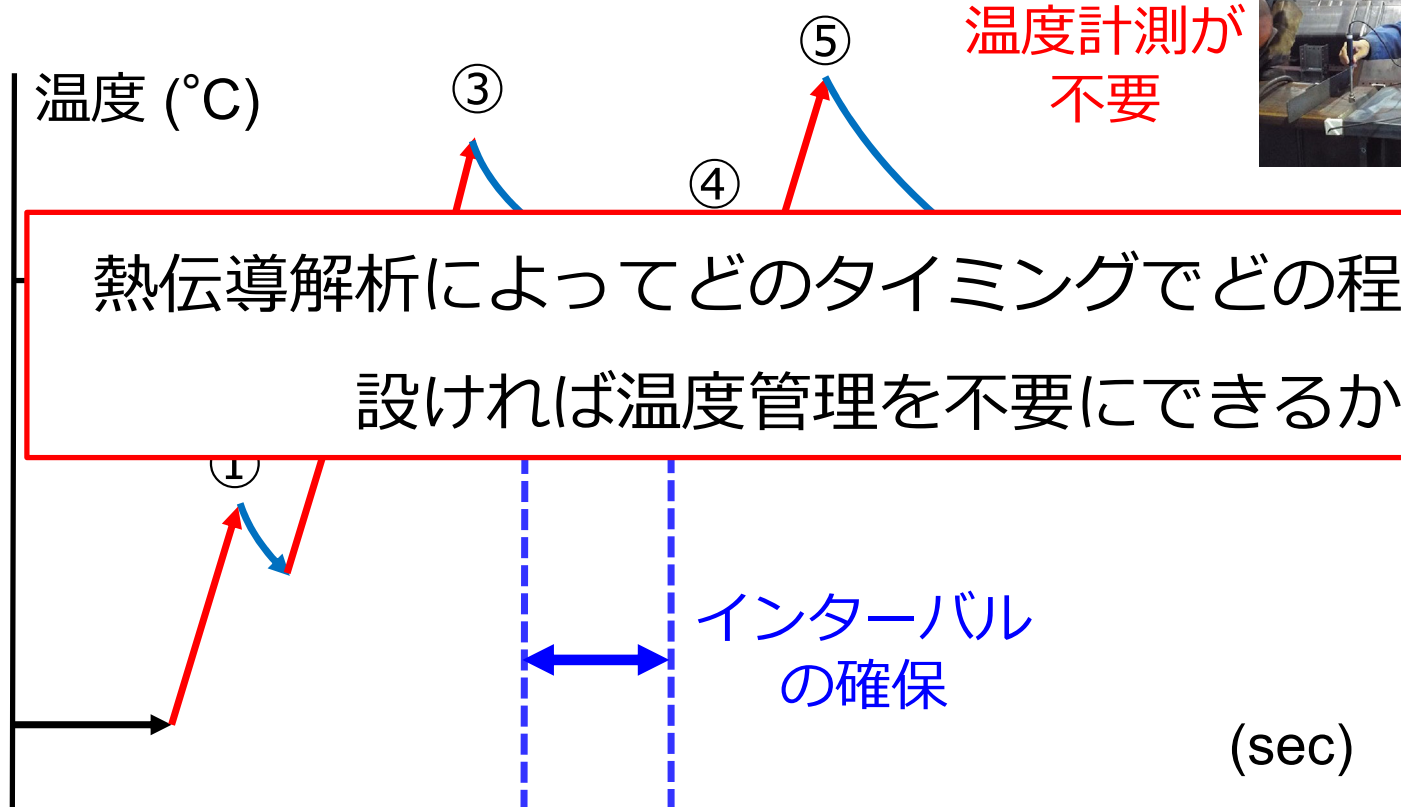 温度計測が
不要
温度 (°C)
⑤
③
④
熱伝導解析によってどのタイミングでどの程
設ければ温度管理を不要にできるか
①
インターバル
の確保
(sec)